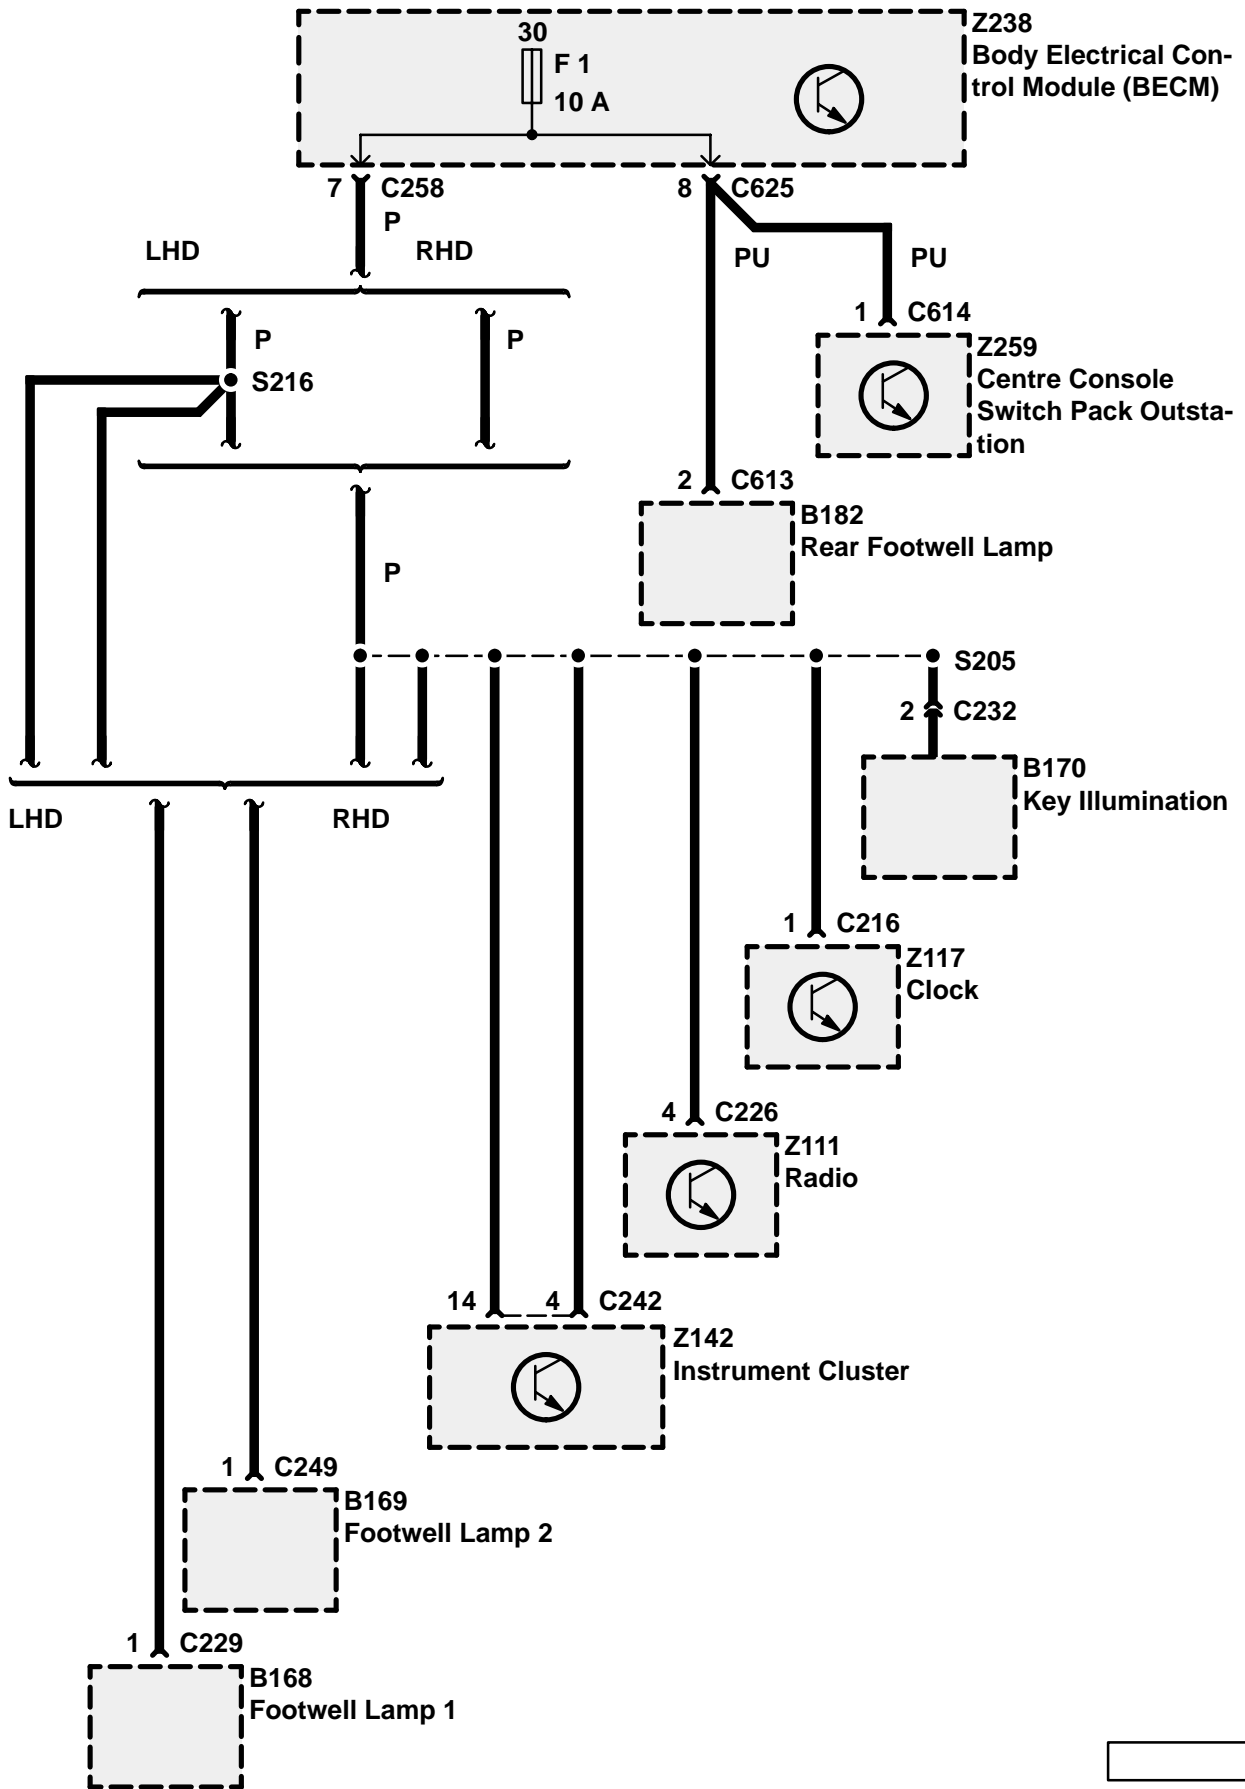 Z238
Body Electrical Con-
trol Module (BECM)
30
F 1
10 A
7 C258
8 C625
P
LHD
RHD
PU
PU
1 C614
P
P
Z259
Centre Console
Switch Pack Outsta-
tion
S216
2 C613
B182
Rear Footwell Lamp
P
S205
2 C232
B170
Key Illumination
LHD
RHD
1 C216
Z117
Clock
4 C226
Z111
Radio
14 4 C242
Z142
Instrument Cluster
1 C249
B169
Footwell Lamp 2
1 C229
B168
Footwell Lamp 1